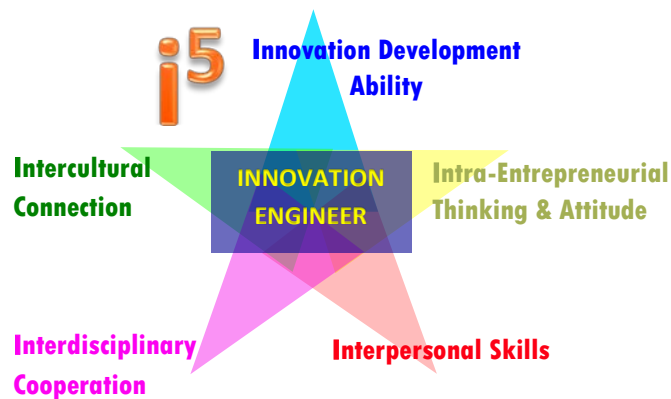 i5
Innovation Development
Ability
Intercultural
Connection
INNOVATION
ENGINEER
Intra-Entrepreneurial
Thinking & Attitude
Interdisciplinary
Cooperation
Interpersonal Skills